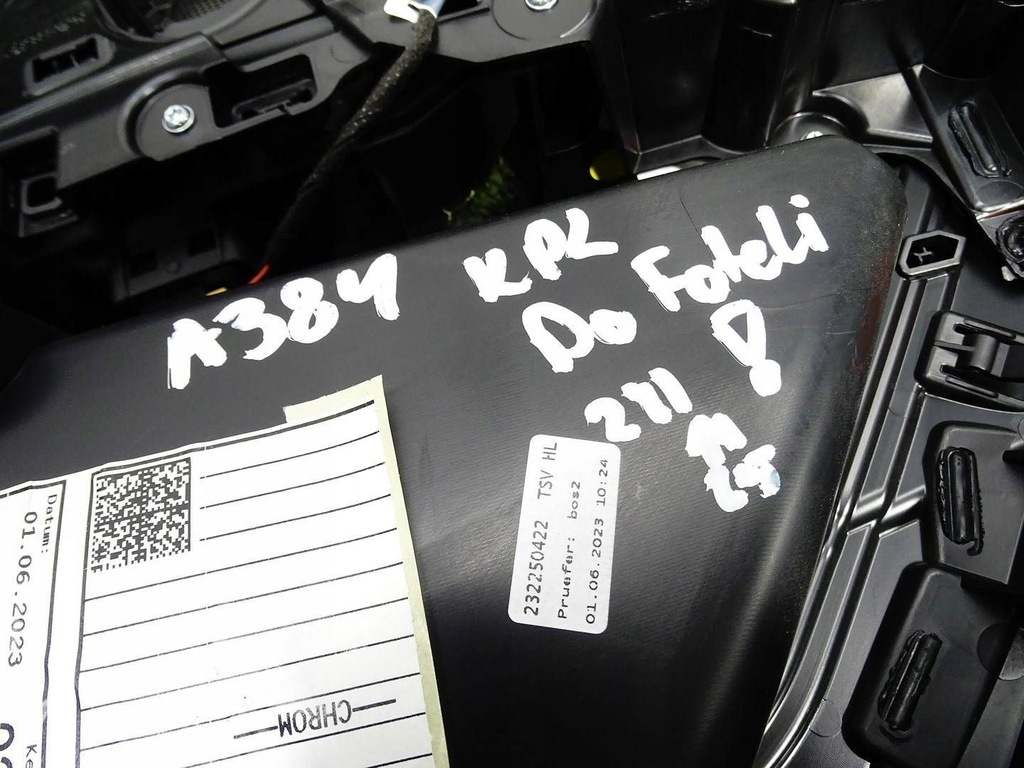 A384 KPL
Do Foteli
211
232250422 TSV HL
Pruefer: bos2
01.06.2023 10:24
Datum:
01.06.2023
CHROM